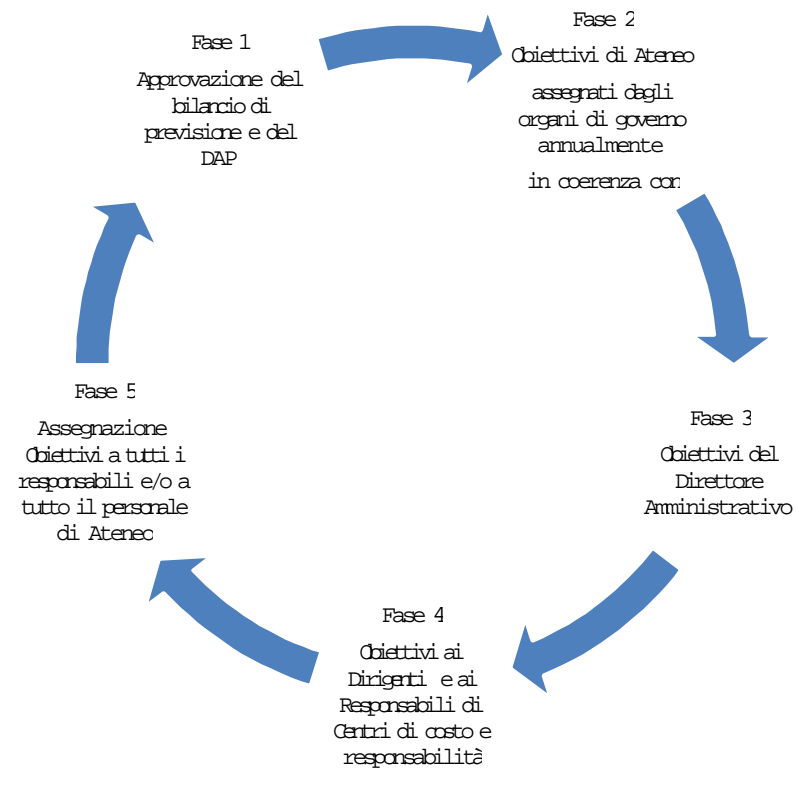 Fase 1
Approvazione del
bilancio di
previsione e del
DAP
Fase 2
Obiettivi di Ateneo
assegnati dagli
organi di governo
annualmente
in coerenza con
Fase 3
Obiettivi del
Direttore
Amministrativo
Fase 4
Obiettivi ai
Dirigenti e ai
Responsabili di
Centri di costo e
responsabilità
Fase 5
Assegnazione
Obiettivi a tutti i
responsabili e/o a
tutto il personale
di Ateneo